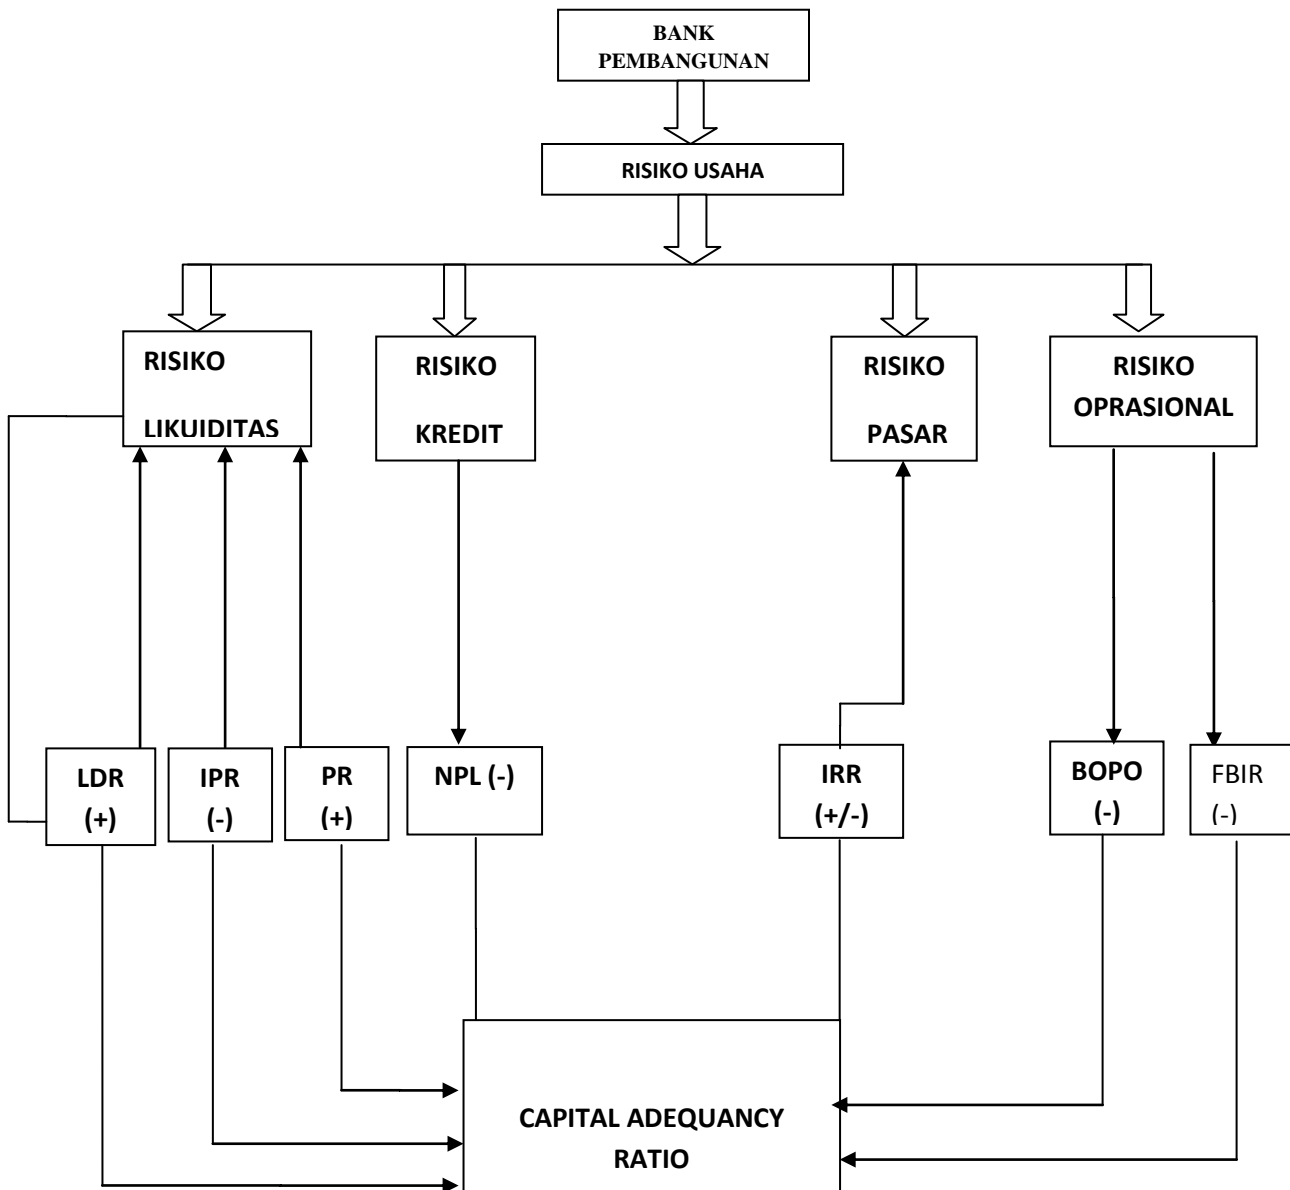 BANK
PEMBANGUNAN
RISIKO USAHA
RISIKO
LIKUIDITAS
RISIKO
KREDIT
RISIKO
PASAR
RISIKO
OPRASIONAL
LDR
(+)
IPR
(-)
PR
(+)
NPL (-)
IRR
(+/-)
BOPO
(-)
FBIR
(-)
CAPITAL ADEQUANCY
RATIO